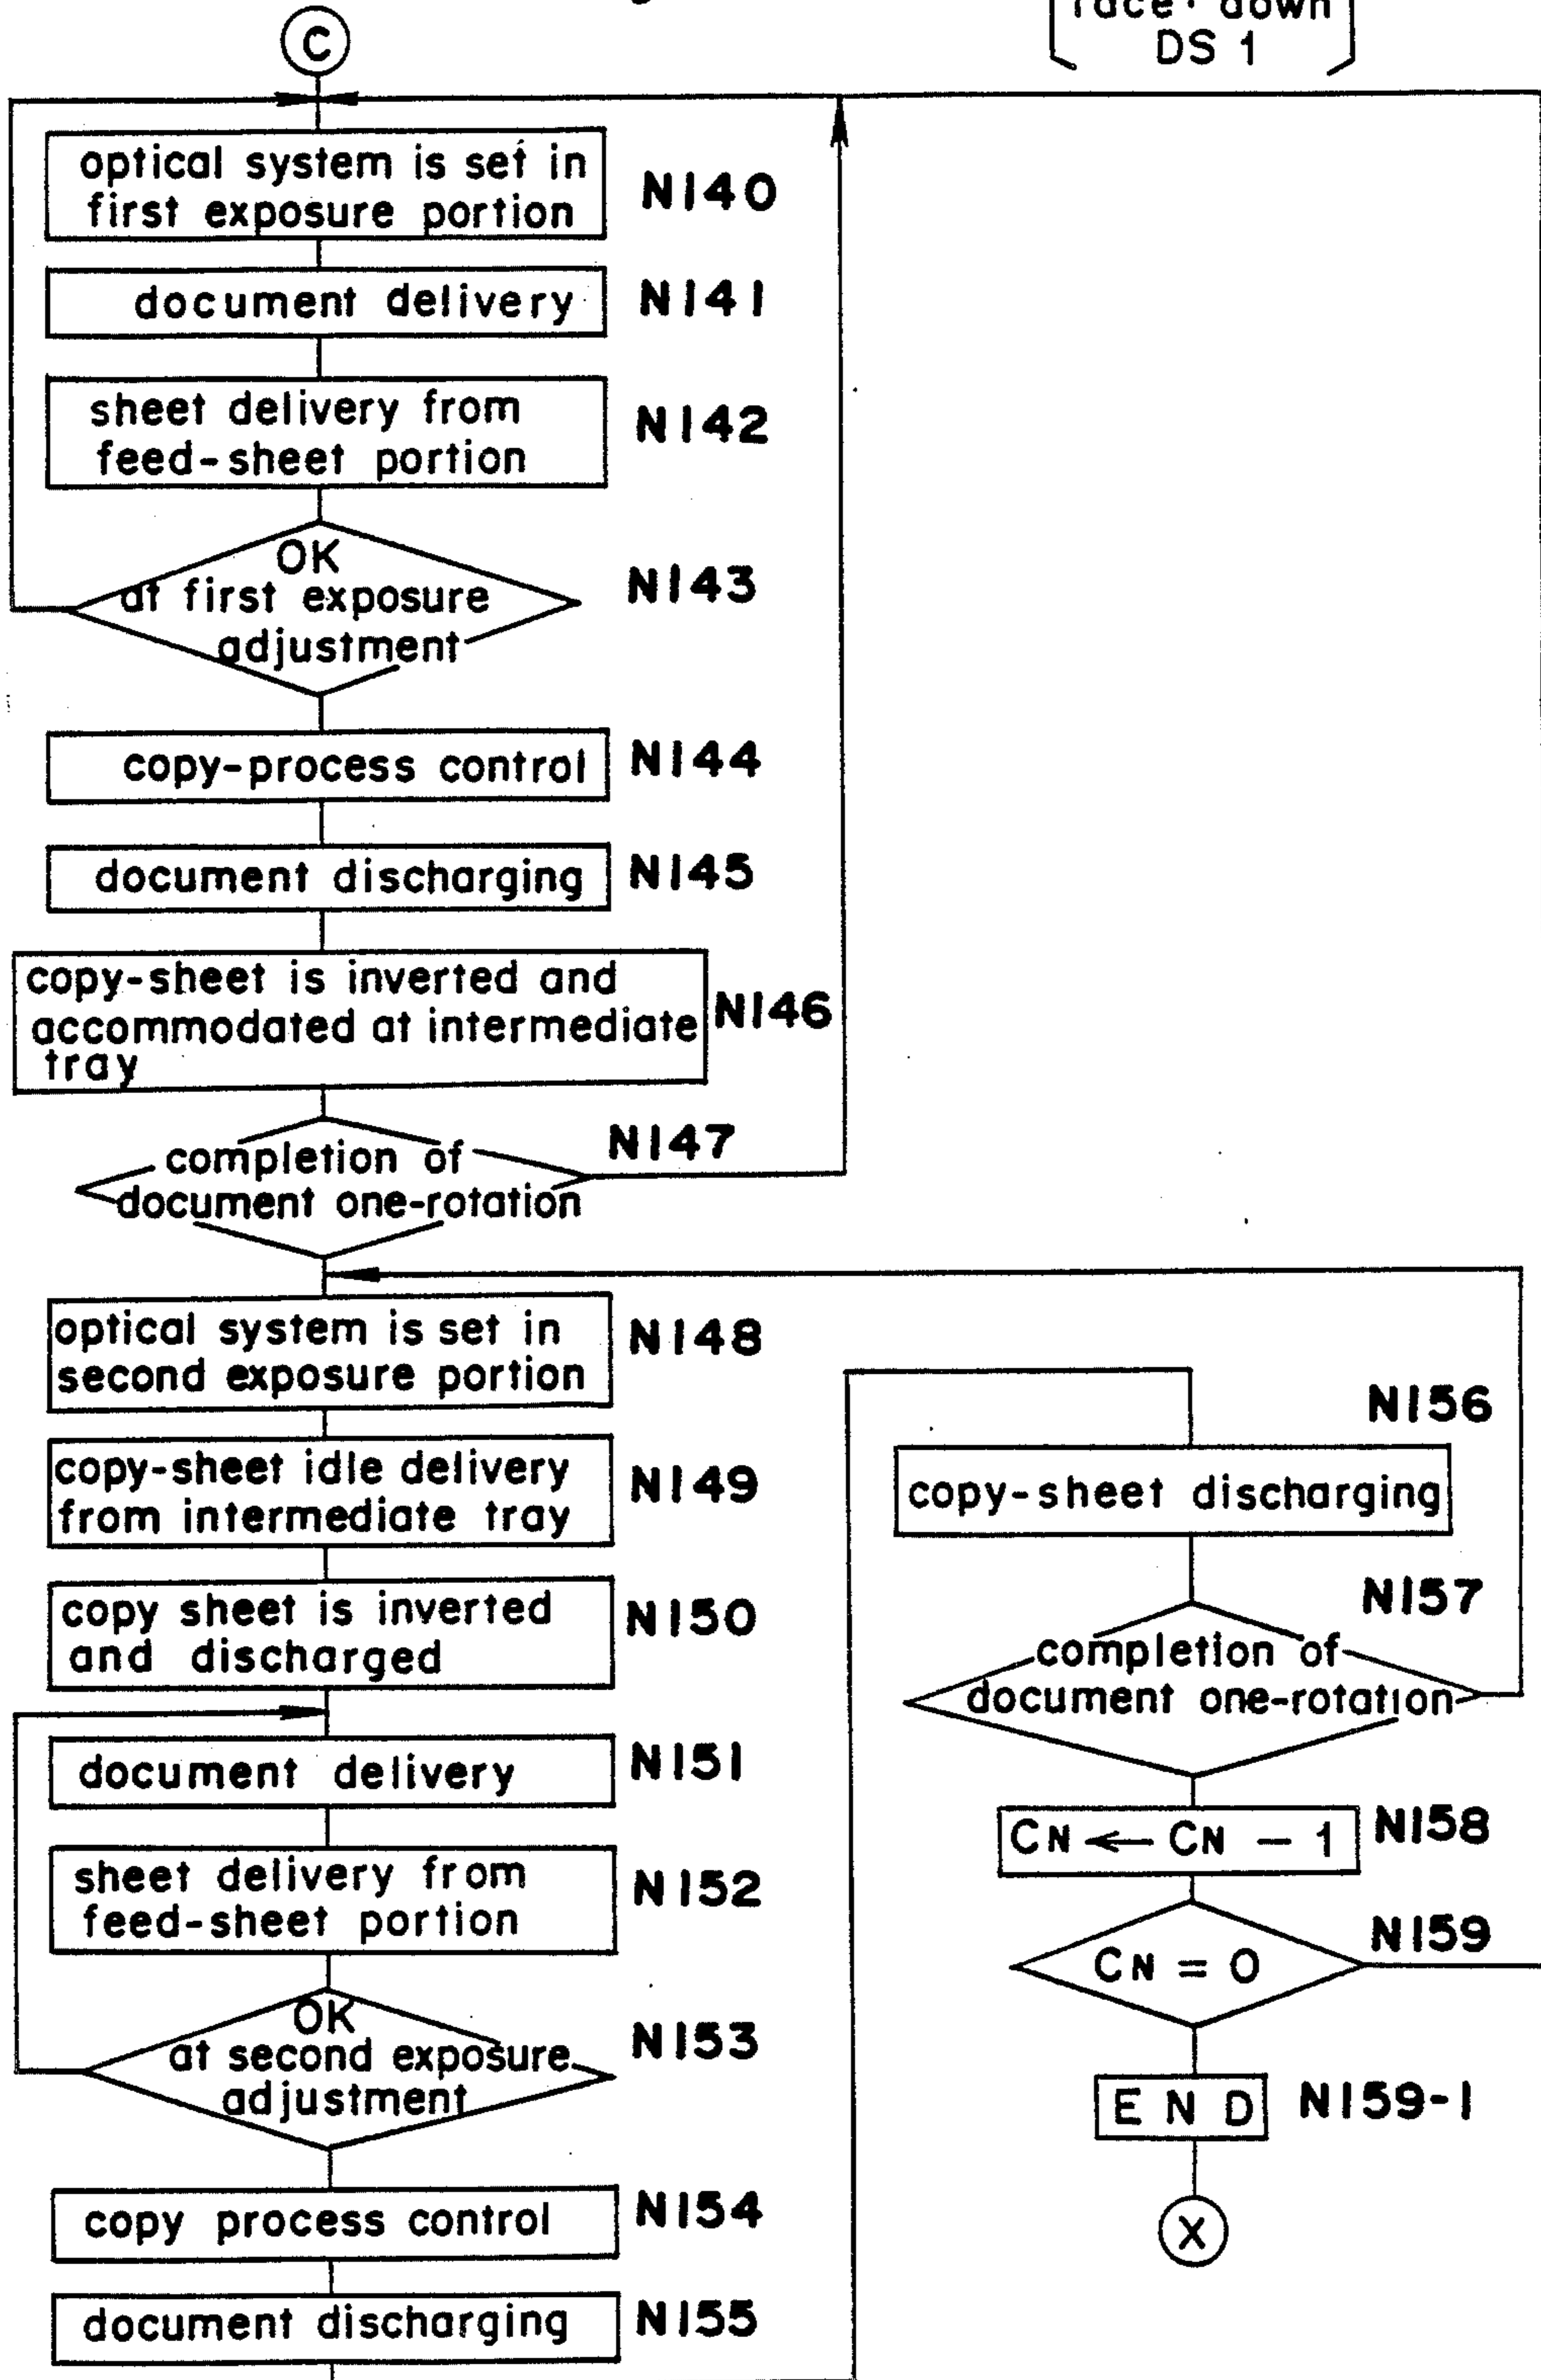 down
DS 1
C
optical system is set in
first exposure portion
N140
document delivery
N141
sheet delivery from
feed-sheet portion
N142
OK
at first exposure
adjustment
N143
copy-process control
N144
document discharging
N145
copy-sheet is inverted and
accommodated at intermediate
tray
N146
completion of
document one-rotation
N147
optical system is set in
second exposure portion
N148
copy-sheet idle delivery
from intermediate tray
N149
copy sheet is inverted
and discharged
N150
document delivery
N151
sheet delivery from
feed-sheet portion
N152
OK
at second exposure
adjustment
N153
copy process control
N154
document discharging
N155
N156
copy-sheet discharging
N157
completion of
document one-rotation
CN ← CN − 1
N158
CN = 0
N159
END
N159-1
X